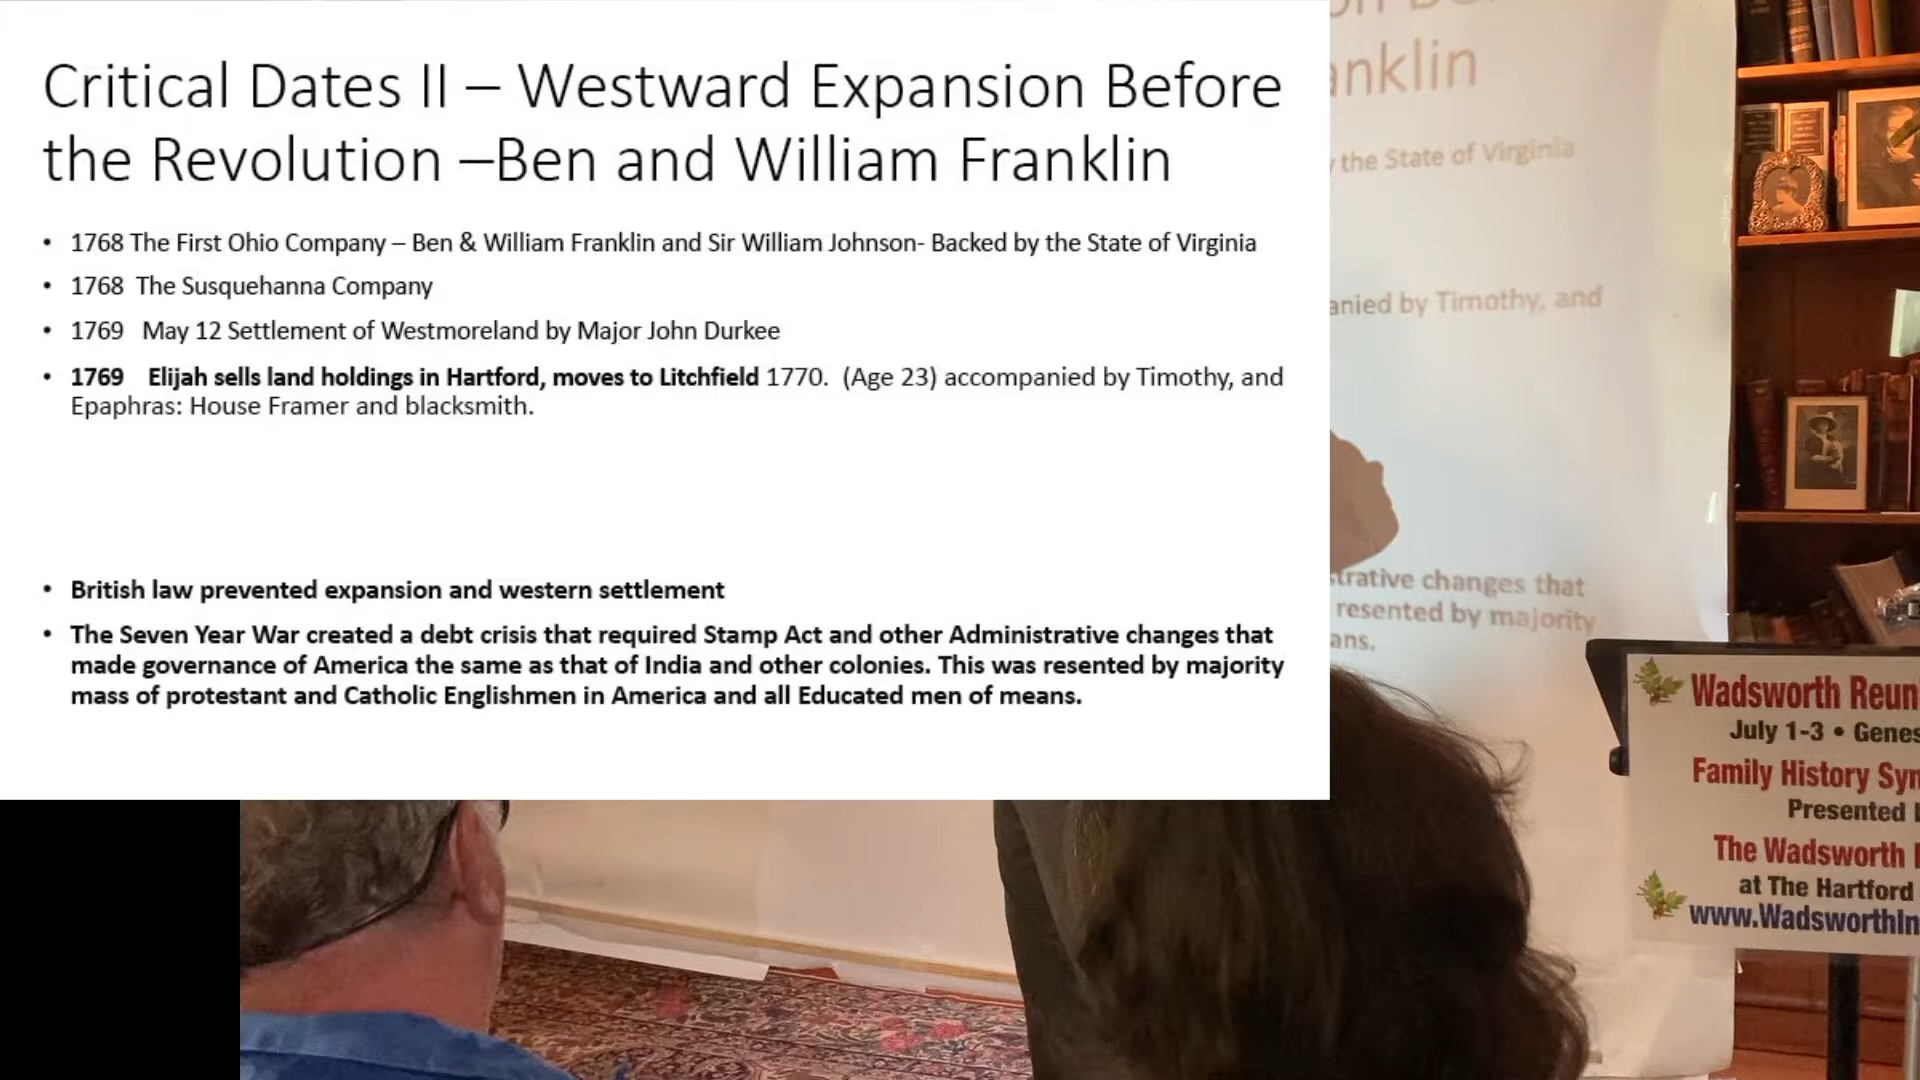 Critical Dates II – Westward Expansion Before
the Revolution –Ben and William Franklin
• 1768 The First Ohio Company – Ben & William Franklin and Sir William Johnson- Backed by the State of Virginia
• 1768 The Susquehanna Company
• 1769 May 12 Settlement of Westmoreland by Major John Durkee
• 1769 Elijah sells land holdings in Hartford, moves to Litchfield 1770. (Age 23) accompanied by Timothy, and
Epaphras: House Framer and blacksmith.
• British law prevented expansion and western settlement
• The Seven Year War created a debt crisis that required Stamp Act and other Administrative changes that
made governance of America the same as that of India and other colonies. This was resented by majority
mass of protestant and Catholic Englishmen in America and all Educated men of means.
anklin
the State of Virginia
anied by Timothy, and
strative changes that
resented by majority
ans.
Wadsworth Reun
July 1-3 • Genes
Family History Sym
Presented
The Wadsworth
at The Hartford
www.WadsworthIn